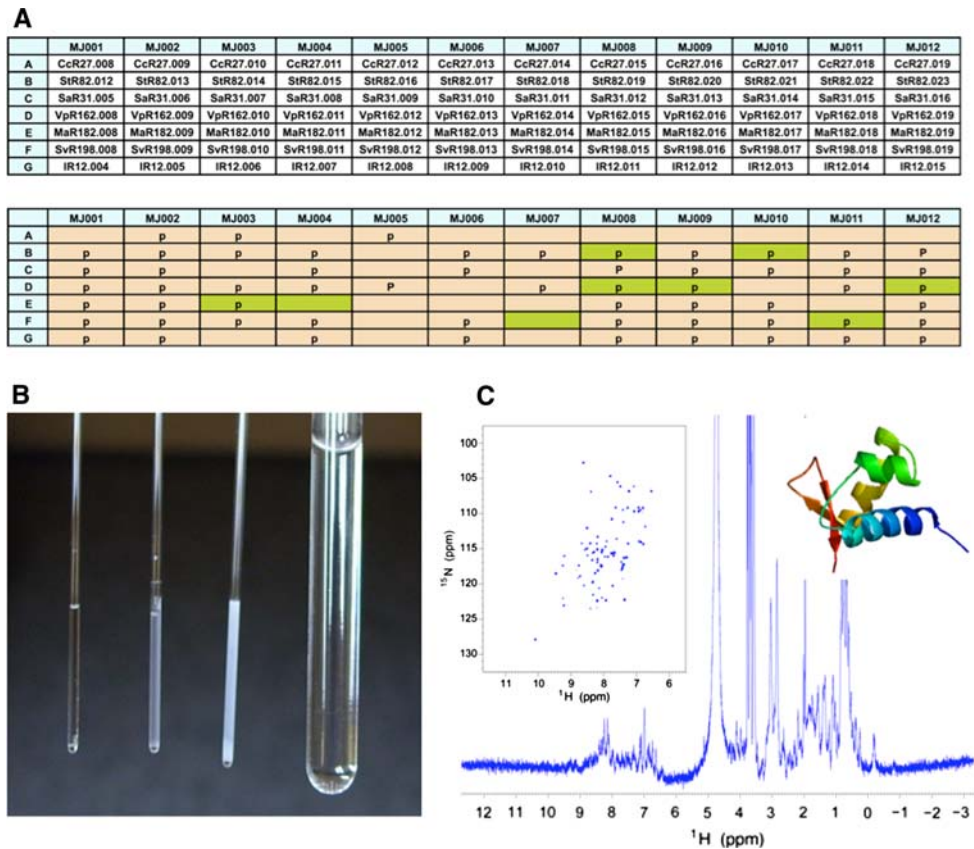 A
MJ001 MJ002 MJ003 MJ004 MJ005 MJ006 MJ007 MJ008 MJ009 MJ010 MJ011 MJ012
A CcR27.008 CcR27.009 CcR27.010 CcR27.011 CcR27.012 CcR27.013 CcR27.014 CcR27.015 CcR27.016 CcR27.017 CcR27.018 CcR27.019
B StR82.012 StR82.013 StR82.014 StR82.015 StR82.016 StR82.017 StR82.018 StR82.019 StR82.020 StR82.021 StR82.022 StR82.023
C SaR31.005 SaR31.006 SaR31.007 SaR31.008 SaR31.009 SaR31.010 SaR31.011 SaR31.012 SaR31.013 SaR31.014 SaR31.015 SaR31.016
D VpR162.008 VpR162.009 VpR162.010 VpR162.011 VpR162.012 VpR162.013 VpR162.014 VpR162.015 VpR162.016 VpR162.017 VpR162.018 VpR162.019
E MaR182.008 MaR182.009 MaR182.010 MaR182.011 MaR182.012 MaR182.013 MaR182.014 MaR182.015 MaR182.016 MaR182.017 MaR182.018 MaR182.019
F SvR198.008 SvR198.009 SvR198.010 SvR198.011 SvR198.012 SvR198.013 SvR198.014 SvR198.015 SvR198.016 SvR198.017 SvR198.018 SvR198.019
G IR12.004 IR12.005 IR12.006 IR12.007 IR12.008 IR12.009 IR12.010 IR12.011 IR12.012 IR12.013 IR12.014 IR12.015
MJ001 MJ002 MJ003 MJ004 MJ005 MJ006 MJ007 MJ008 MJ009 MJ010 MJ011 MJ012
A p p p
B p p p p p p p p p p P
C p p p p P p p p p
D p p p p P p p p p p
E p p p p p p p
F p p p p p p p p p p
G p p p p p p p p p
B
C
100
105
110
115
120
125
130
15N (ppm)
11 10 9 8 7 6
1H (ppm)
12 11 10 9 8 7 6 5 4 3 2 1 0 −1 −2 −3
1H (ppm)